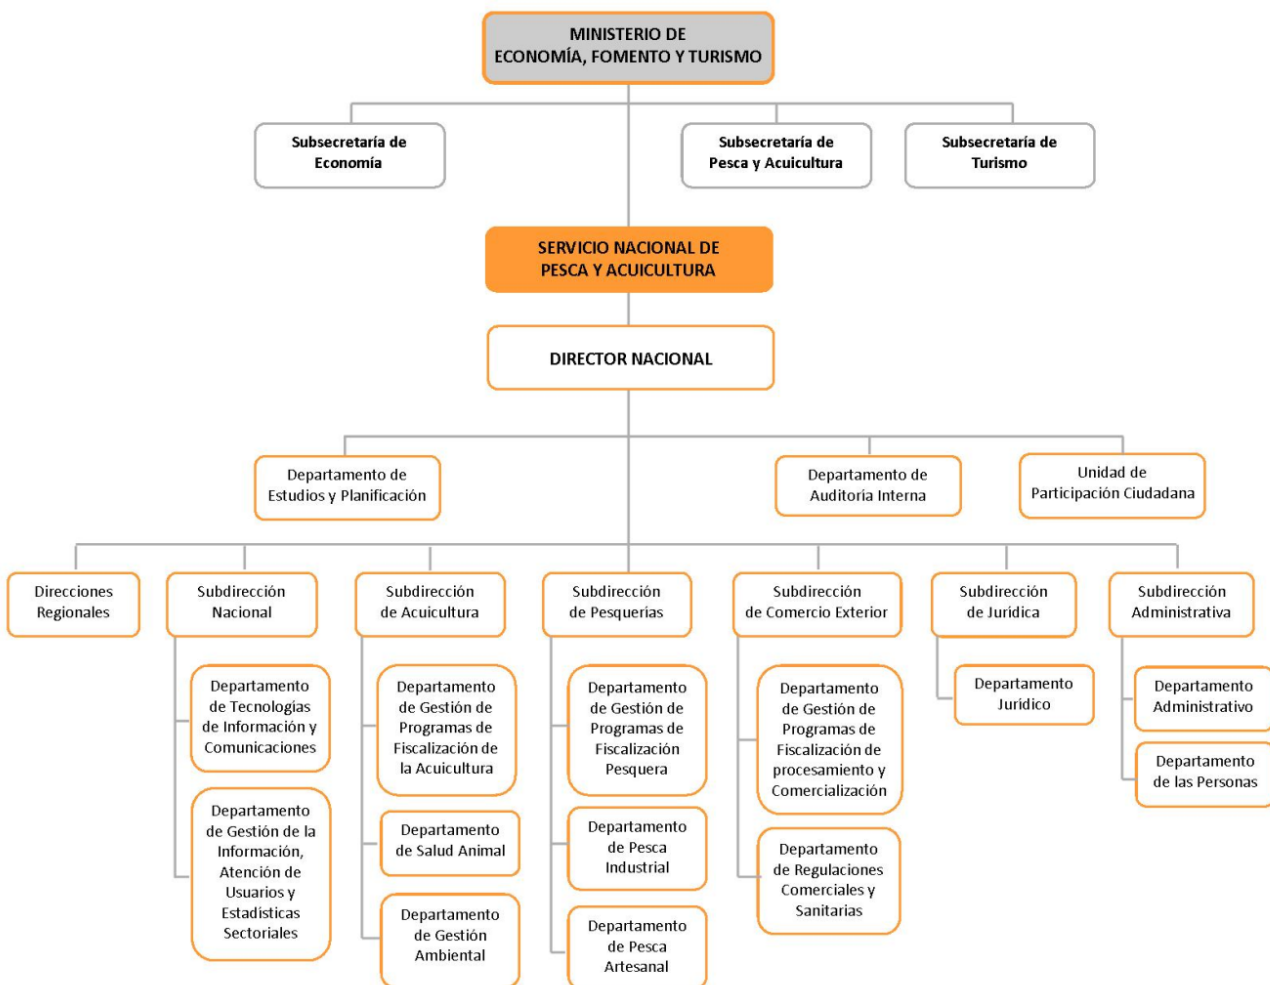 MINISTERIO DE
ECONOMÍA, FOMENTO Y TURISMO
Subsecretaría de
Economía
Subsecretaría de
Pesca y Acuicultura
Subsecretaría de
Turismo
SERVICIO NACIONAL DE
PESCA Y ACUICULTURA
DIRECTOR NACIONAL
Departamento de
Estudios y Planificación
Departamento de
Auditoría Interna
Unidad de
Participación Ciudadana
Direcciones
Regionales
Subdirección
Nacional
Subdirección
de Acuicultura
Subdirección
de Pesquerías
Subdirección
de Comercio Exterior
Subdirección
de Jurídica
Subdirección
Administrativa
Departamento
de Tecnologías
de Información y
Comunicaciones
Departamento
de Gestión de la
Información,
Atención de
Usuarios y
Estadísticas
Sectoriales
Departamento
de Gestión de
Programas de
Fiscalización de
la Acuicultura
Departamento
de Salud Animal
Departamento
de Gestión
Ambiental
Departamento
de Gestión de
Programas de
Fiscalización
Pesquera
Departamento
de Pesca
Industrial
Departamento
de Pesca
Artesanal
Departamento
de Gestión de
Programas de
Fiscalización de
procesamiento y
Comercialización
Departamento
de Regulaciones
Comerciales y
Sanitarias
Departamento
Jurídico
Departamento
Administrativo
Departamento
de las Personas